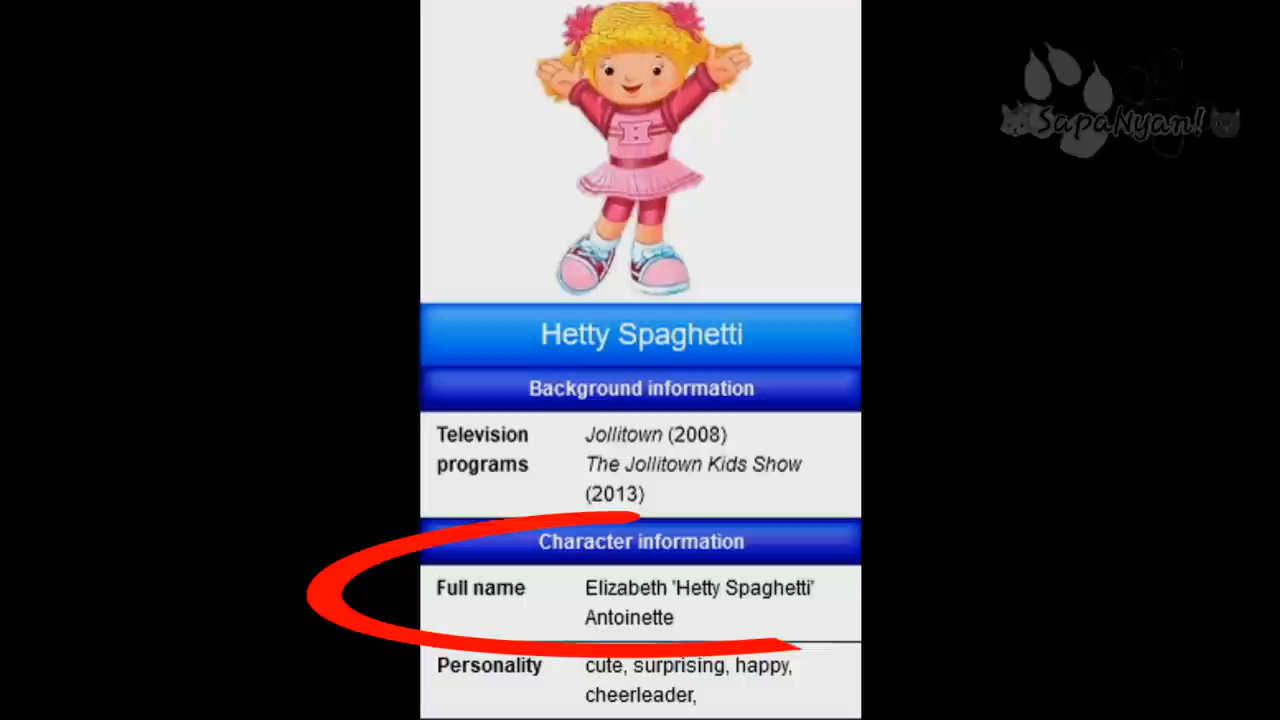 SapaNyan!
H
Hetty Spaghetti
Background information
Television Jollitown (2008)
programs The Jollitown Kids Show
(2013)
Character information
Full name Elizabeth 'Hetty Spaghetti'
Antoinette
Personality cute, surprising, happy,
cheerleader,